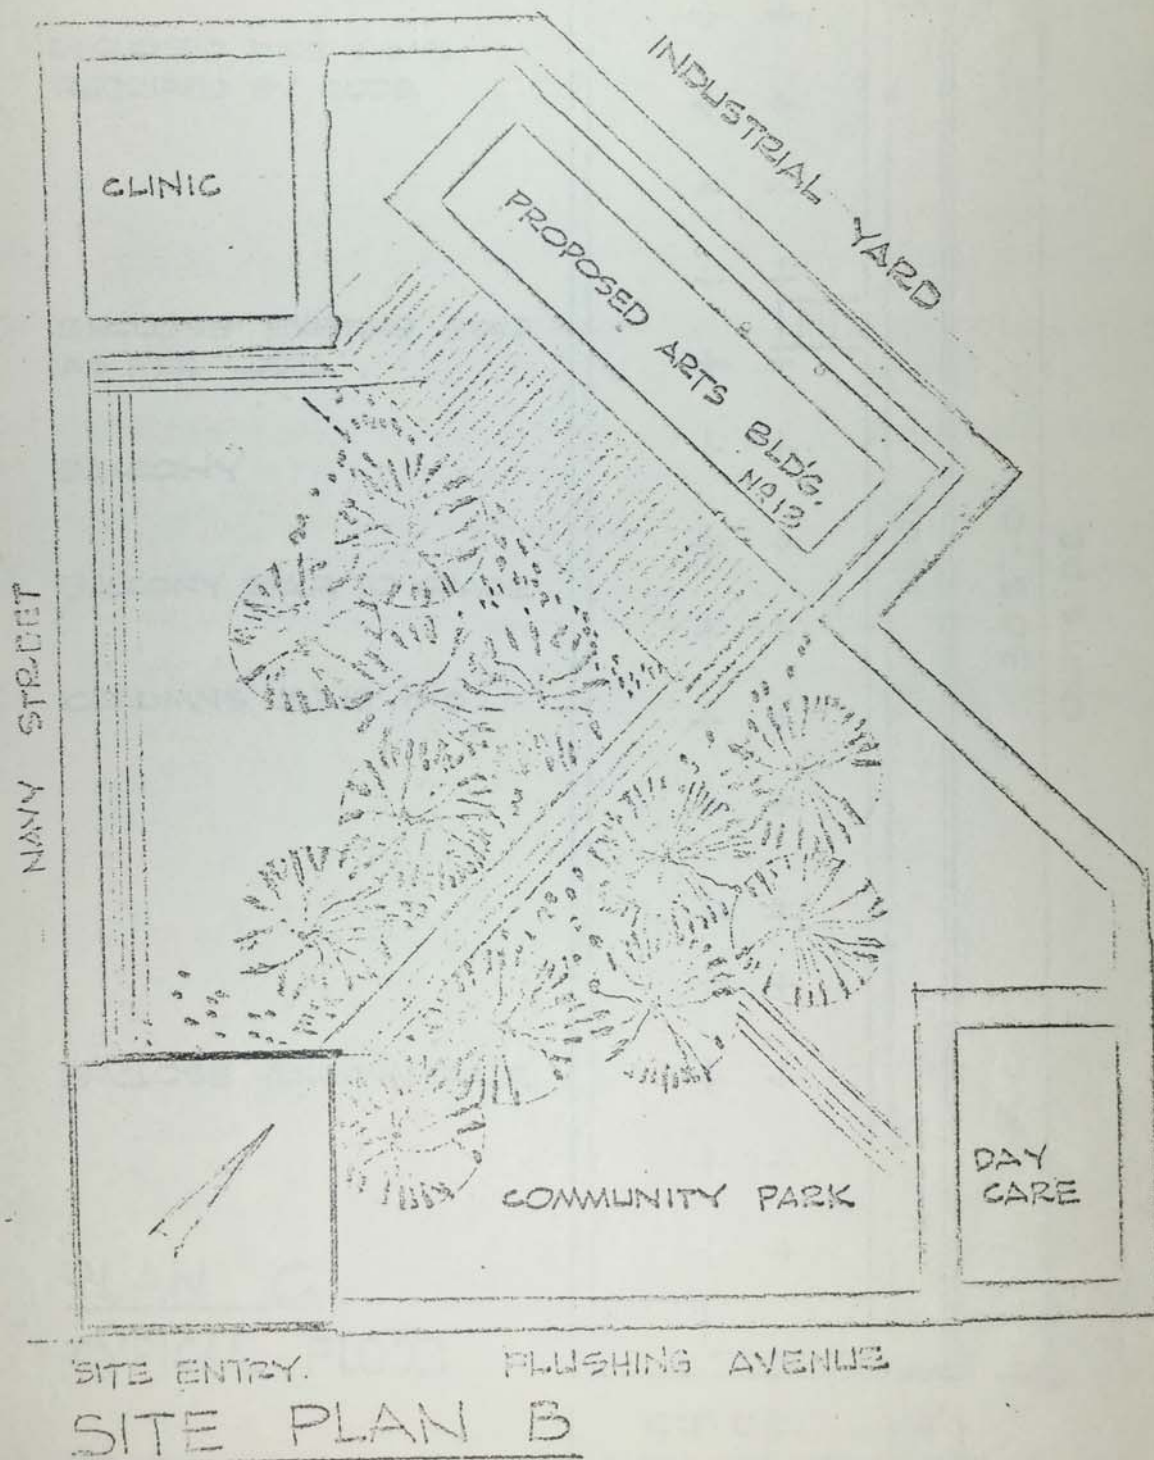 INDUSTRIAL YARD
CLINIC
PROPOSED ARTS BLDG.
NO 13
NAVY STREET
COMMUNITY PARK
DAY
CARE
SITE ENTRY.
FLUSHING AVENUE
SITE PLAN B